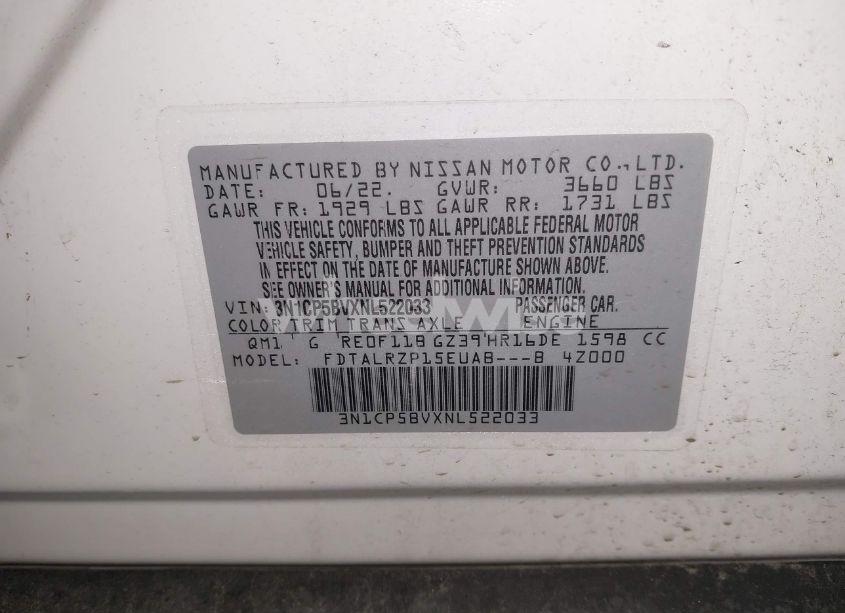 MANUFACTURED BY NISSAN MOTOR CO.,LTD.
DATE: 06/22. GVWR: 3660 LBS
GAWR FR: 1929 LBS GAWR RR: 1731 LBS
THIS VEHICLE CONFORMS TO ALL APPLICABLE FEDERAL MOTOR
VEHICLE SAFETY, BUMPER AND THEFT PREVENTION STANDARDS
IN EFFECT ON THE DATE OF MANUFACTURE SHOWN ABOVE.
SEE OWNER'S MANUAL FOR ADDITIONAL INFORMATION.
VIN: 3N1CP5BVXNL522033 PASSENGER CAR.
COLOR TRIM TRANS AXLE ENGINE
QM1 G RE0F11B GZ39 HR16DE 1598 CC
MODEL: FDTALRZP15EUAB---B 4Z000
3N1CP5BVXNL522033